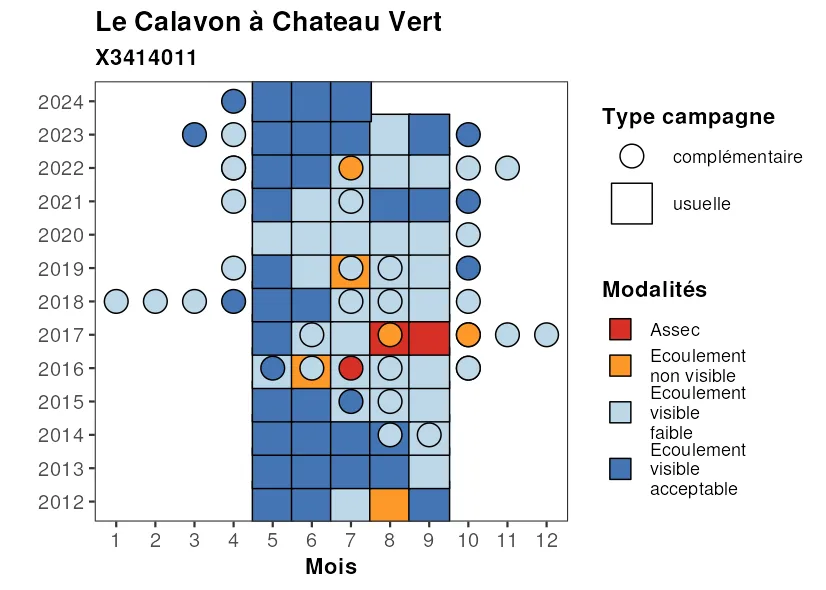 Le Calavon à Chateau Vert
X3414011
2024
2023
2022
2021
2020
2019
2018
2017
2016
2015
2014
2013
2012
1 2 3 4 5 6 7 8 9 10 11 12
Mois
Type campagne
complémentaire
usuelle
Modalités
Assec
Ecoulement
non visible
Ecoulement
visible
faible
Ecoulement
visible
acceptable